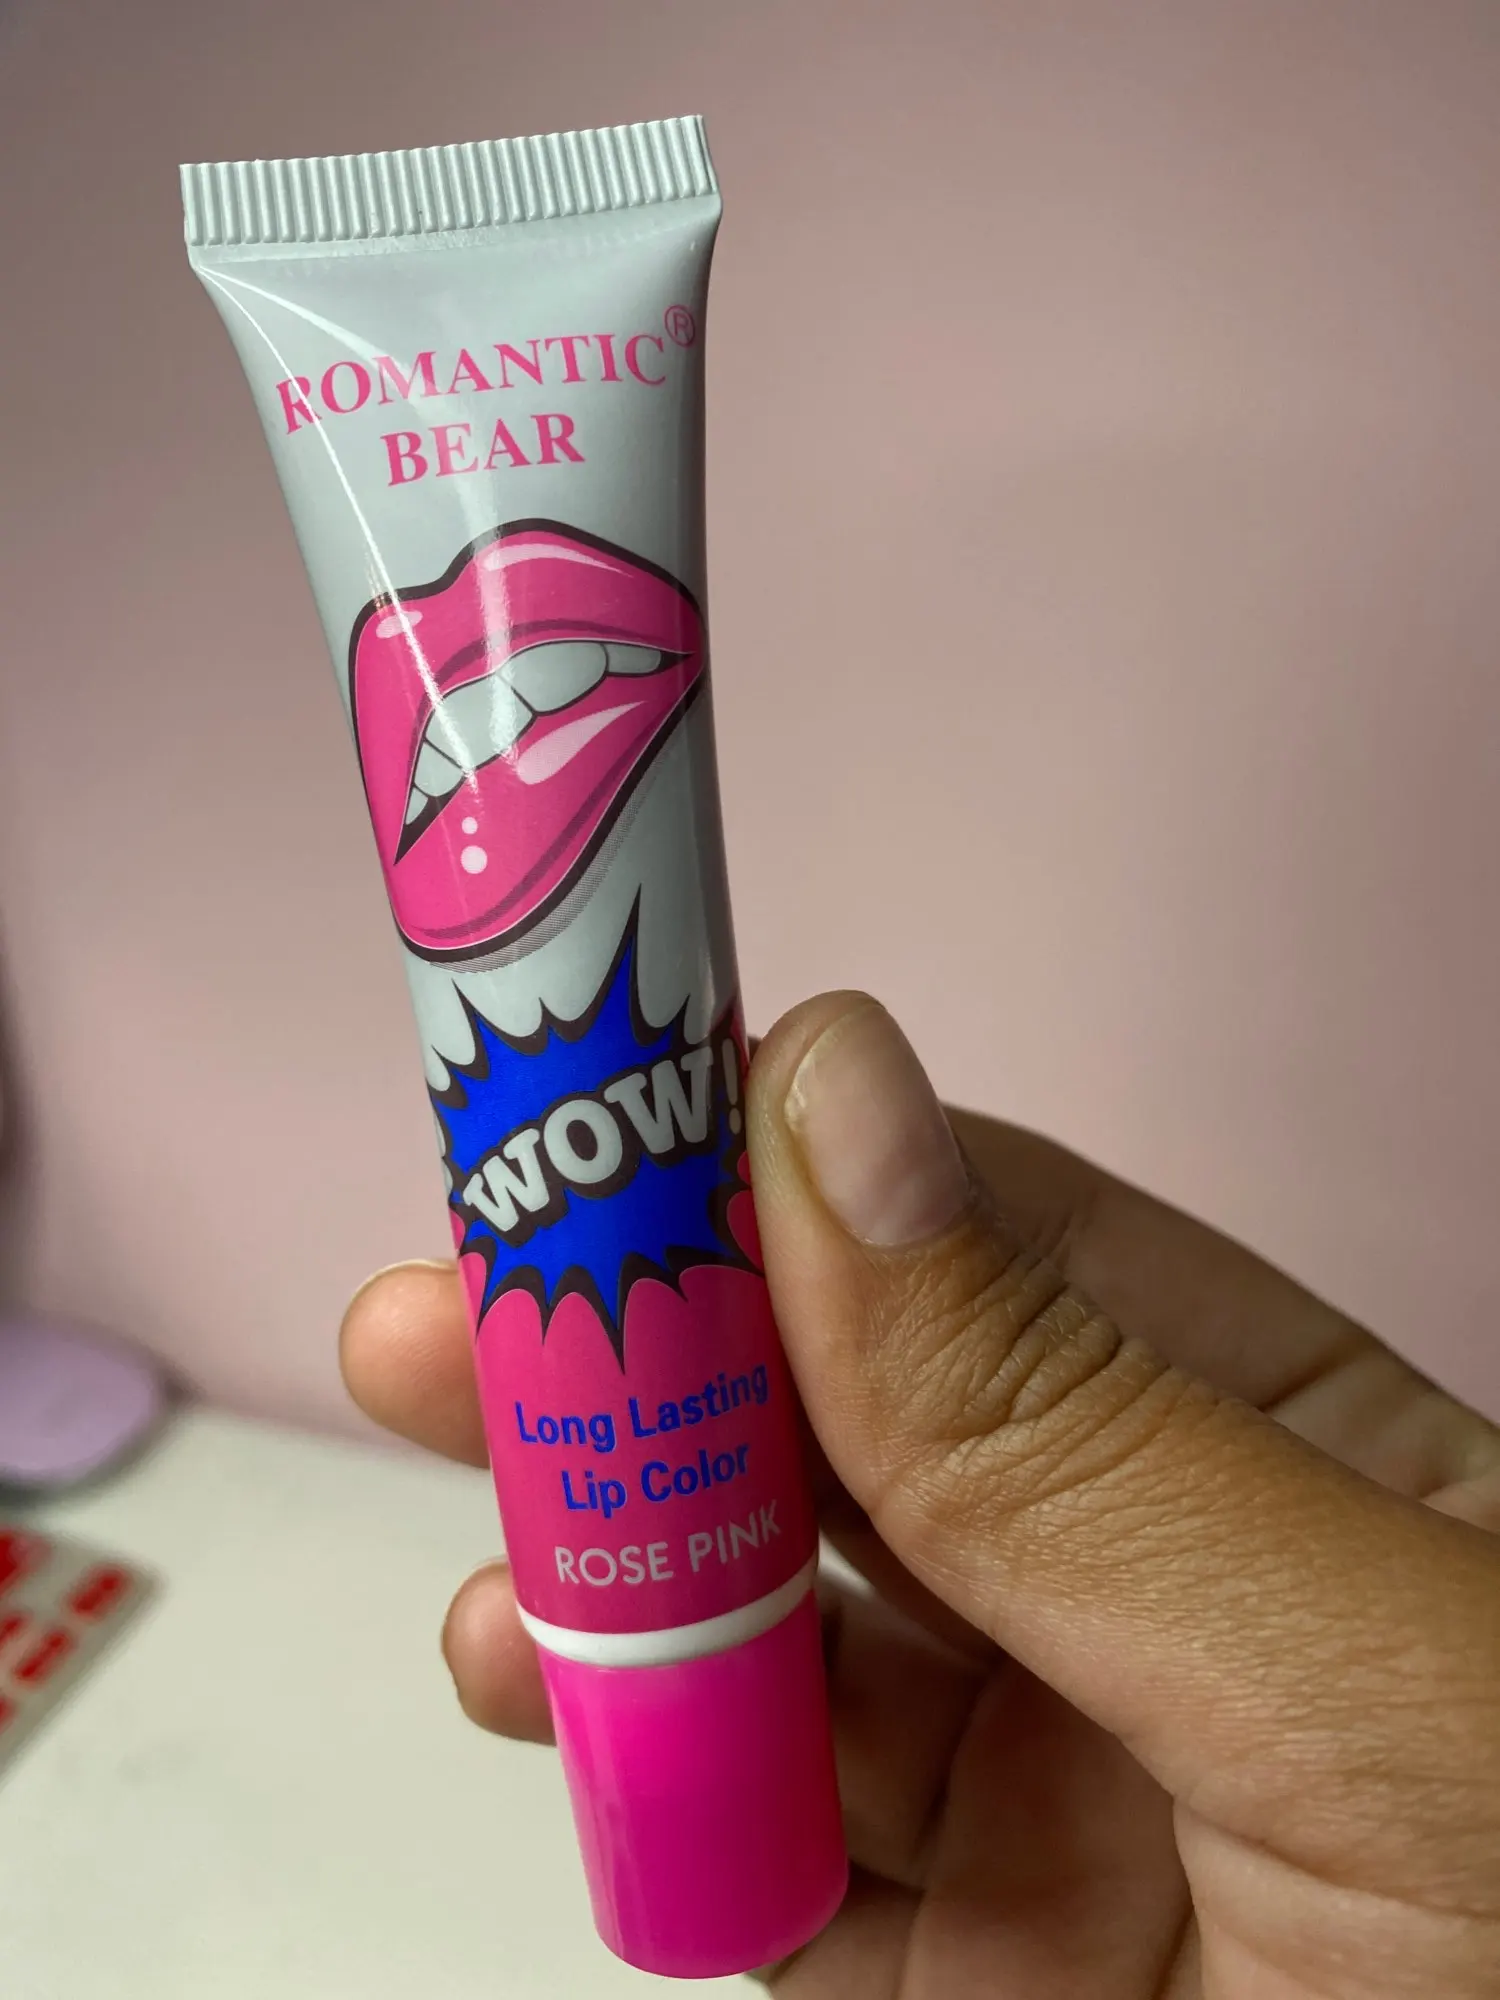 ROMANTIC®
BEAR
WOW!
Long Lasting
Lip Color
ROSE PINK